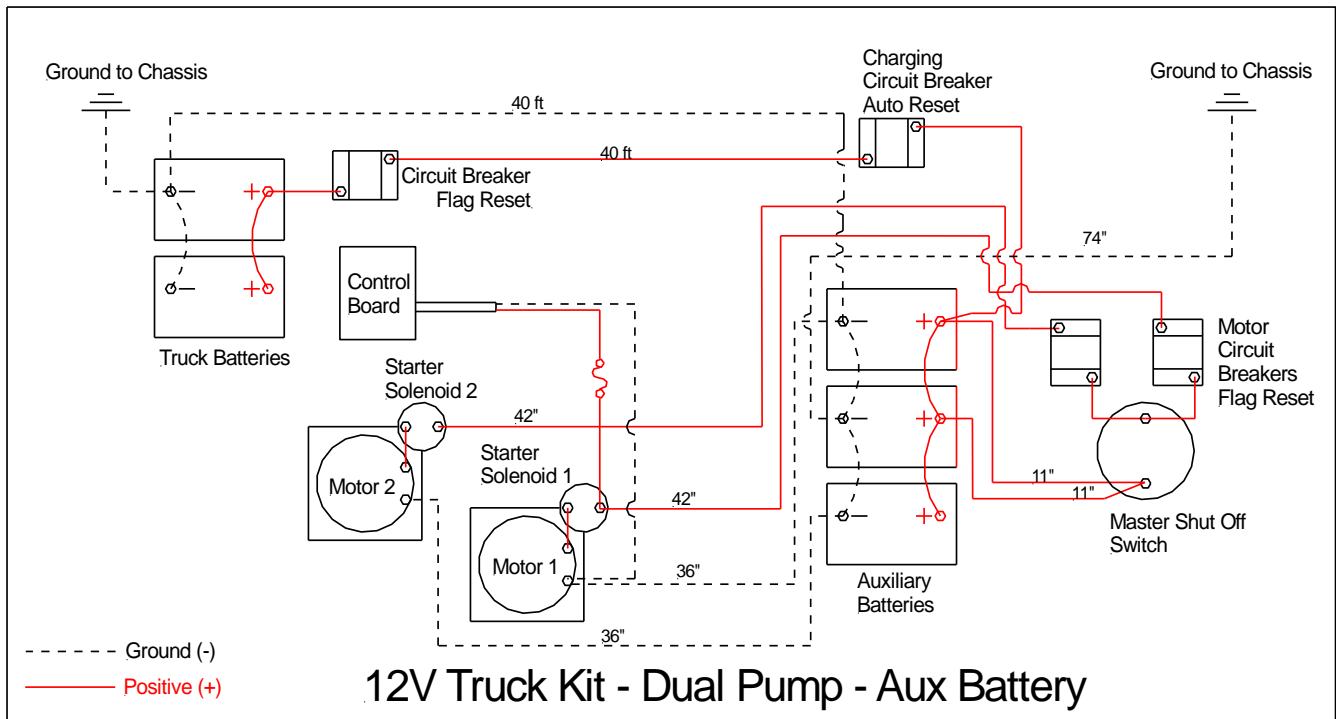 Ground to Chassis
40 ft
Charging
Circuit Breaker
Auto Reset
Ground to Chassis
40 ft
Circuit Breaker
Flag Reset
+
+
Truck Batteries
Control
Board
74"
Motor
Circuit
Breakers
Flag Reset
Starter
Solenoid 2
42"
Motor 2
Starter
Solenoid 1
42"
Motor 1
36"
36"
+
+
+
Auxiliary
Batteries
11"
11"
Master Shut Off
Switch
Ground (-)
Positive (+)
12V Truck Kit - Dual Pump - Aux Battery